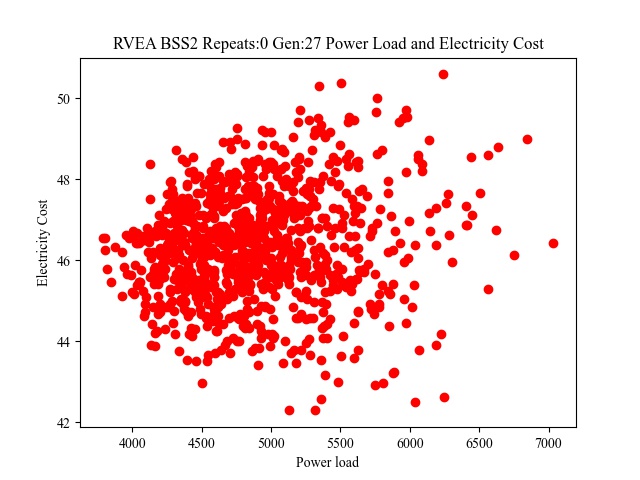 RVEA BSS2 Repeats:0 Gen:27 Power Load and Electricity Cost
50
48
46
44
42
Electricity Cost
4000 4500 5000 5500 6000 6500 7000
Power load